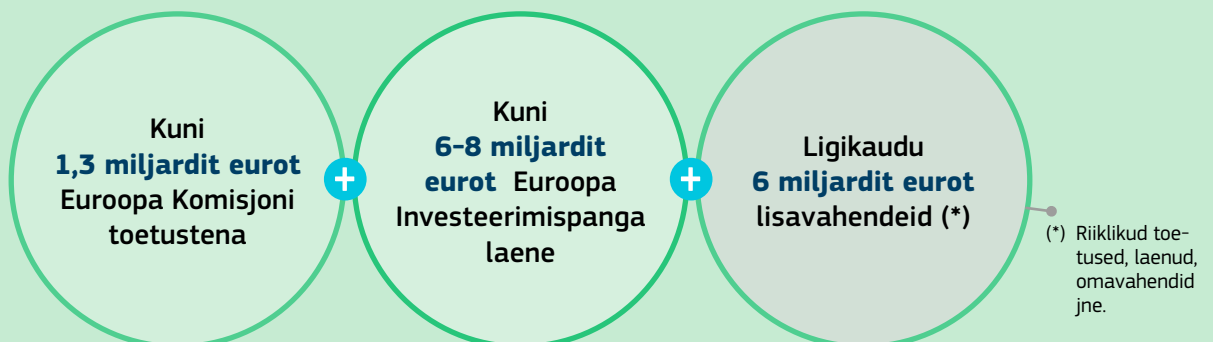 Kuni
1,3 miljardit eurot
Euroopa Komisjoni
toetustena
+
Kuni
6-8 miljardit
eurot Euroopa
Investeerimispanga
laene
+
Ligikaudu
6 miljardit eurot
lisavahendeid (*)
(*) Riiklikud toe-
tused, laenud,
omavahendid
jne.